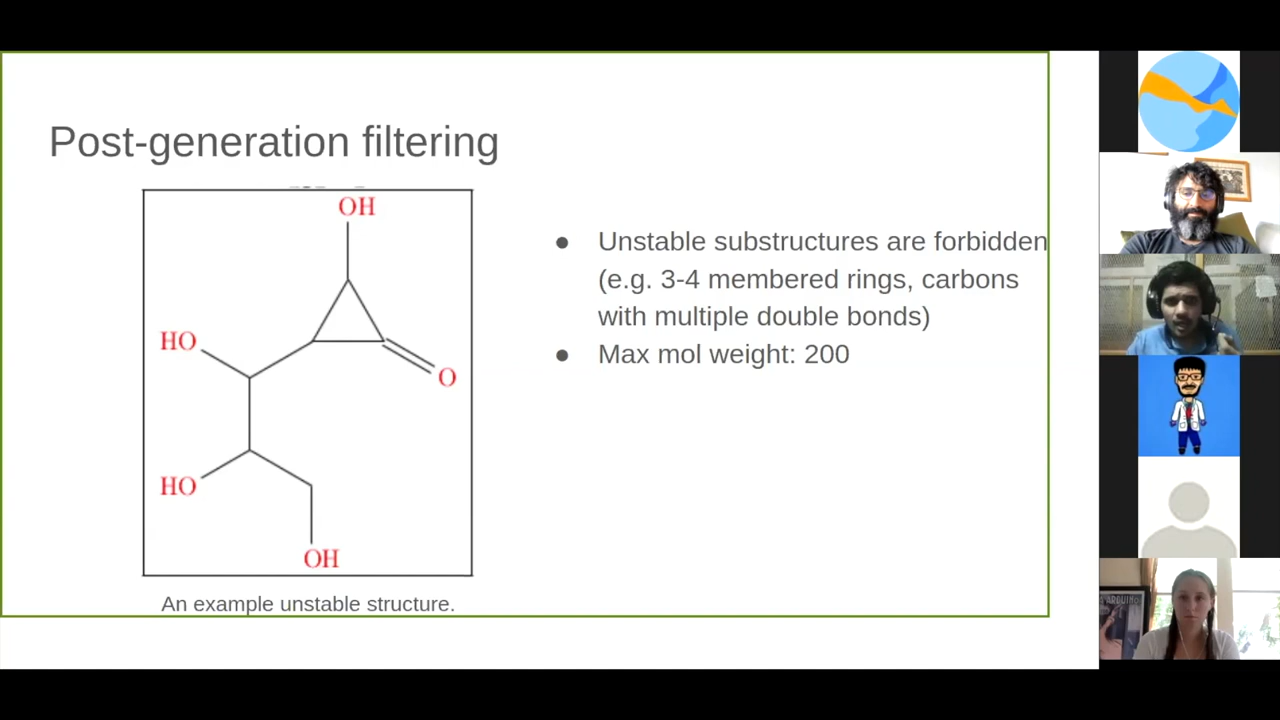 Post-generation filtering
OH
HO
O
HO
OH
An example unstable structure.
● Unstable substructures are forbidden
(e.g. 3-4 membered rings, carbons
with multiple double bonds)
● Max mol weight: 200
ARDUINO